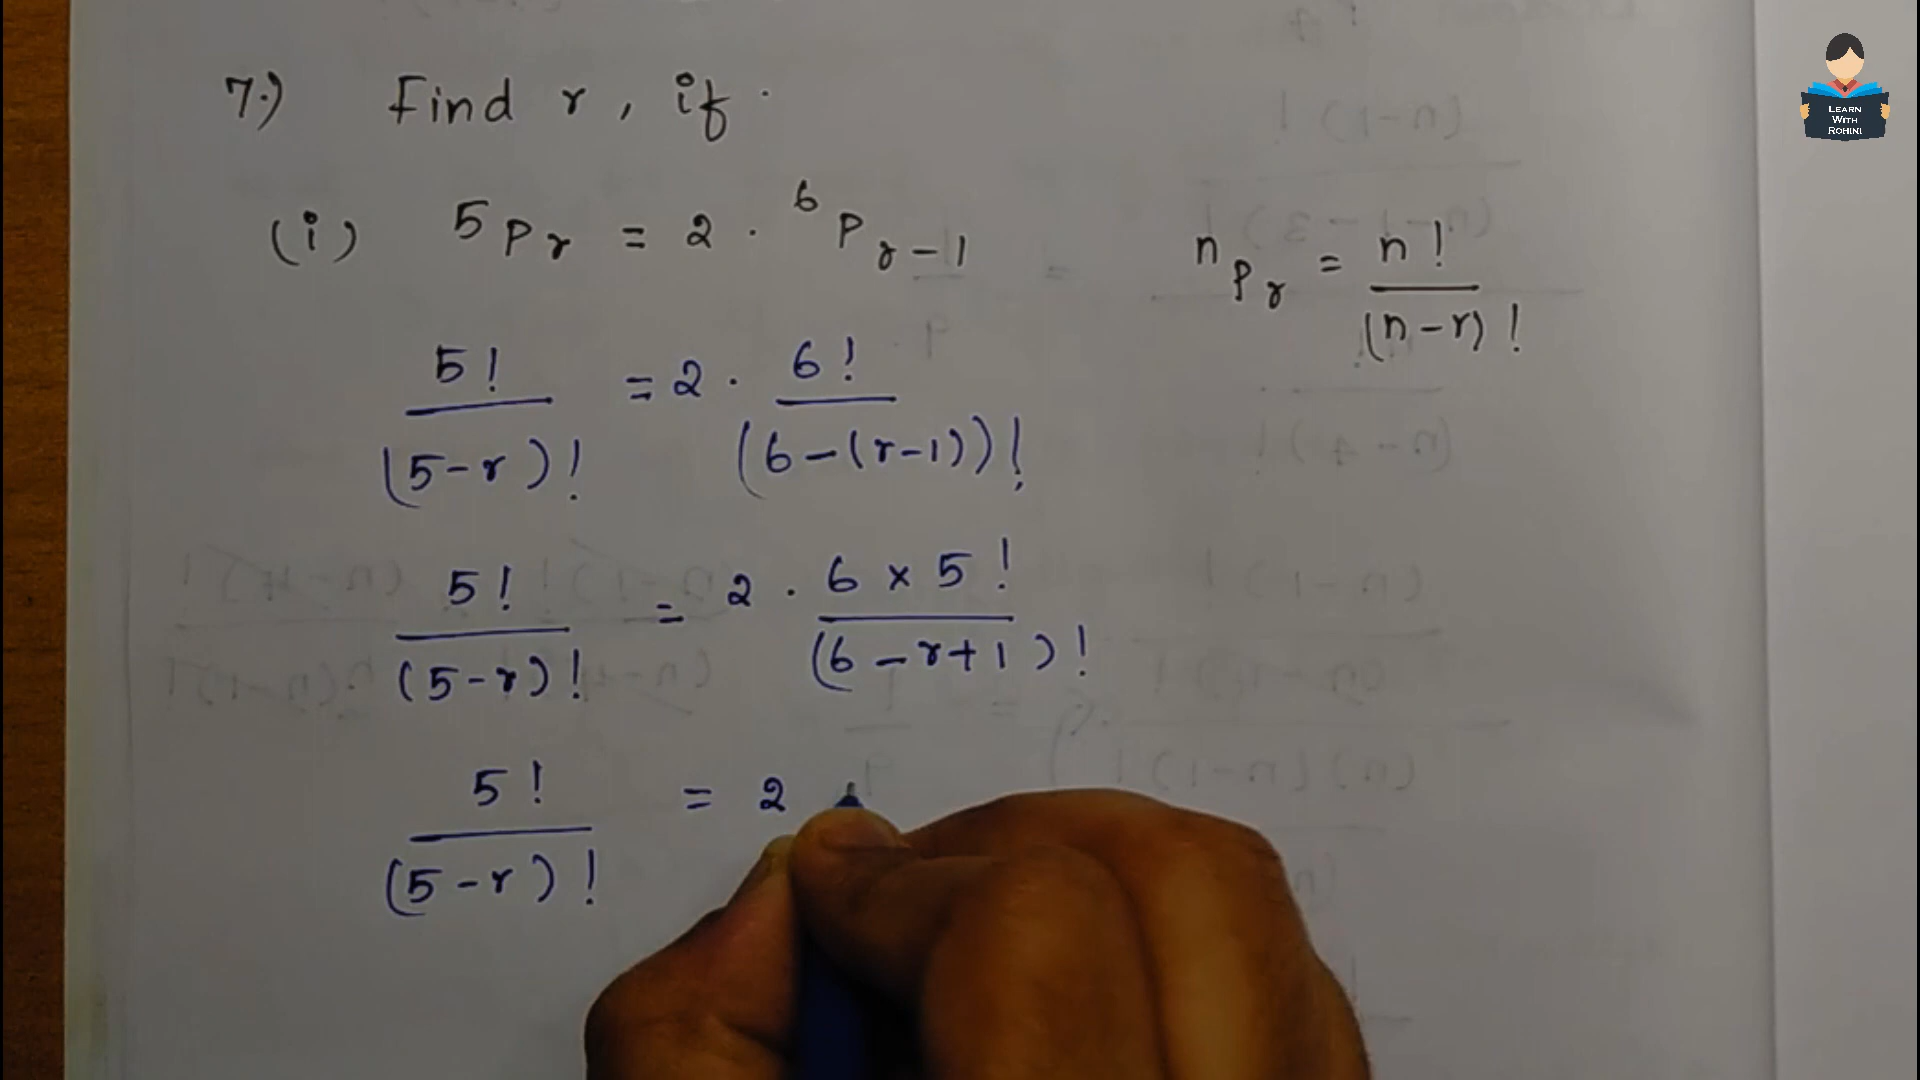 7.) Find r, if
(i) 5Pr = 2 . 6Pr-1
nPr = n! / (n-r)!
5! / (5-r)! = 2 . 6! / (6-(r-1))!
5! / (5-r)! = 2 . 6 x 5! / (6-r+1)!
5! / (5-r)! = 2
LEARN
WITH
ROHINI